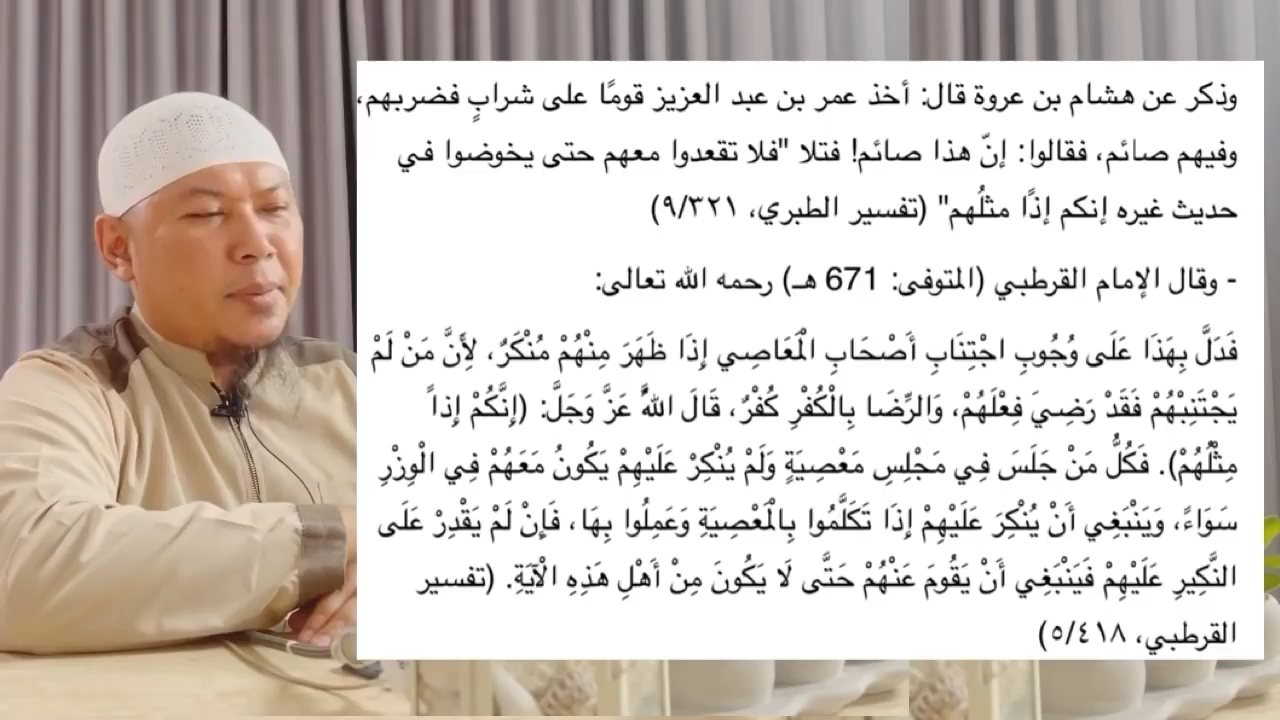 وذكر عن هشام بن عروة قال: أخذ عمر بن عبد العزيز قومًا على شرابٍ فضربهم،
وفيهم صائم، فقالوا: إنّ هذا صائم! فتلا "فلا تقعدوا معهم حتى يخوضوا في
حديث غيره إنكم إذًا مثلُهم" (تفسير الطبري، ٩/٣٢١)
- وقال الإمام القرطبي (المتوفى: 671 هـ) رحمه الله تعالى:
فَدَلَّ بِهَذَا عَلَى وُجُوبِ اجْتِنَابِ أَصْحَابِ الْمَعَاصِي إِذَا ظَهَرَ مِنْهُمْ مُنْكَرٌ، لِأَنَّ مَنْ لَمْ
يَجْتَنِبْهُمْ فَقَدْ رَضِيَ فِعْلَهُمْ، وَالرِّضَا بِالْكُفْرِ كُفْرٌ، قَالَ اللَّهُ عَزَّ وَجَلَّ: (إِنَّكُمْ إِذاً
مِثْلُهُمْ). فَكُلُّ مَنْ جَلَسَ فِي مَجْلِسِ مَعْصِيَةٍ وَلَمْ يُنْكِرْ عَلَيْهِمْ يَكُونُ مَعَهُمْ فِي الْوِزْرِ
سَوَاءً، وَيَنْبَغِي أَنْ يُنْكِرَ عَلَيْهِمْ إِذَا تَكَلَّمُوا بِالْمَعْصِيَةِ وَعَمِلُوا بِهَا، فَإِنْ لَمْ يَقْدِرْ عَلَى
النَّكِيرِ عَلَيْهِمْ فَيَنْبَغِي أَنْ يَقُومَ عَنْهُمْ حَتَّى لَا يَكُونَ مِنْ أَهْلِ هَذِهِ الْآيَةِ. (تفسير
القرطبي، ٥/٤١٨)